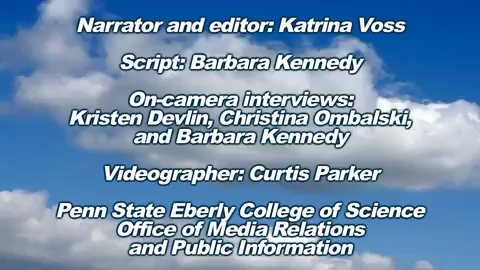 Narrator and editor: Katrina Voss
Script: Barbara Kennedy
On-camera interviews:
Kristen Devlin, Christina Ombalski,
and Barbara Kennedy
Videographer: Curtis Parker
Penn State Eberly College of Science
Office of Media Relations
and Public Information